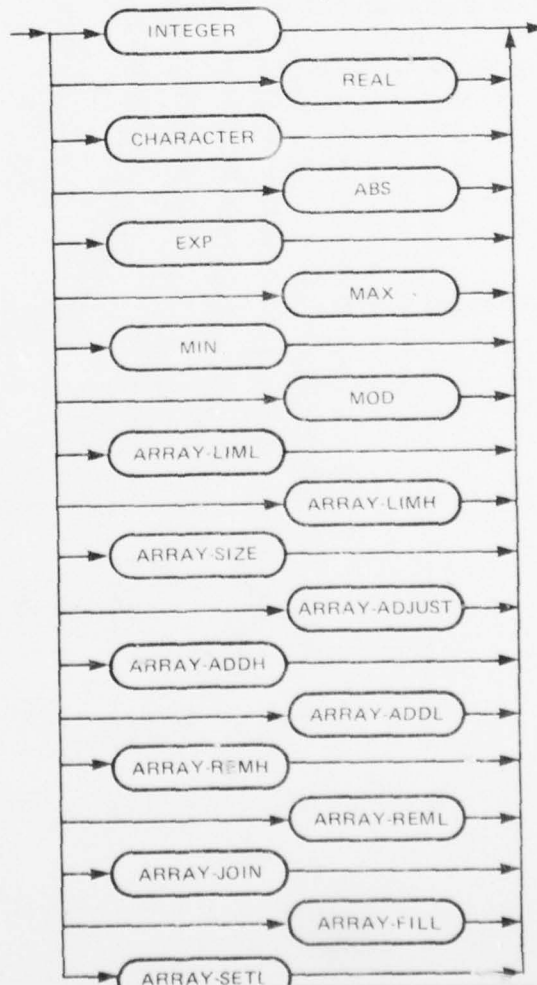 INTEGER
REAL
CHARACTER
ABS
EXP
MAX
MIN
MOD
ARRAY-LIML
ARRAY-LIMH
ARRAY-SIZE
ARRAY-ADJUST
ARRAY-ADDH
ARRAY-ADDL
ARRAY-REMH
ARRAY-REML
ARRAY-JOIN
ARRAY-FILL
ARRAY-SETL